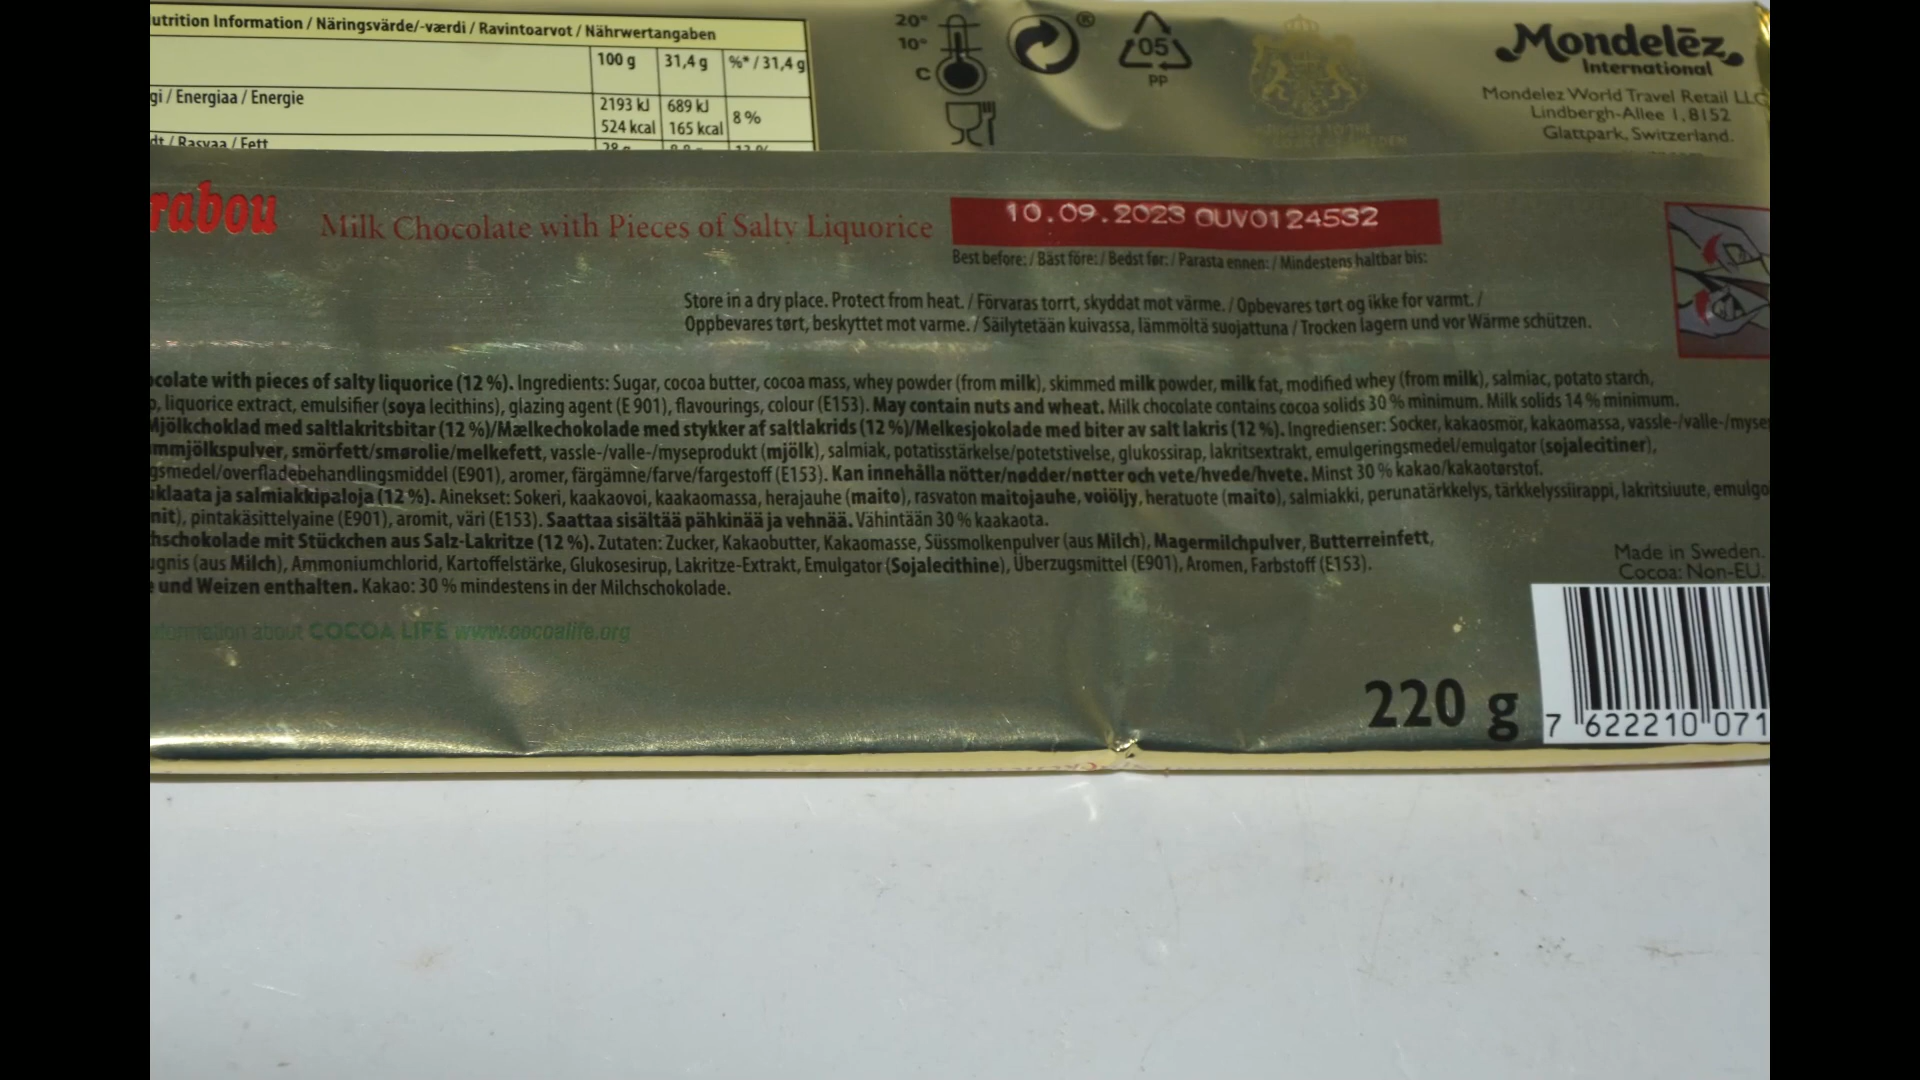 utrition Information / Näringsvärde/-værdi / Ravintoarvot / Nährwertangaben
100 g 31,4 g %* / 31,4 g
gi / Energiaa / Energie
2193 kJ 689 kJ
524 kcal 165 kcal 8 %
dt / Rasvaa / Fett
20°
10°
C
®
05
PP
Mondelēz
International
Mondelez World Travel Retail LLC
Lindbergh-Allee 1, 8152
Glattpark, Switzerland.
rabou
Milk Chocolate with Pieces of Salty Liquorice
10.09.2023 OUV0124532
Best before: / Bäst före: / Bedst før: / Parasta ennen: / Mindestens haltbar bis:
Store in a dry place. Protect from heat. / Förvaras torrt, skyddat mot värme. / Opbevares tørt og ikke for varmt. /
Oppbevares tørt, beskyttet mot varme. / Säilytetään kuivassa, lämmöltä suojattuna / Trocken lagern und vor Wärme schützen.
colate with pieces of salty liquorice (12 %). Ingredients: Sugar, cocoa butter, cocoa mass, whey powder (from milk), skimmed milk powder, milk fat, modified whey (from milk), salmiac, potato starch,
, liquorice extract, emulsifier (soya lecithins), glazing agent (E 901), flavourings, colour (E153). May contain nuts and wheat. Milk chocolate contains cocoa solids 30 % minimum. Milk solids 14 % minimum.
Mjölkchoklad med saltlakritsbitar (12 %)/Mælkechokolade med stykker af saltlakrids (12 %)/Melkesjokolade med biter av salt lakris (12 %). Ingredienser: Socker, kakaosmör, kakaomassa, vassle-/valle-/myse
mmjölkspulver, smörfett/smørolie/melkefett, vassle-/valle-/myseprodukt (mjölk), salmiak, potatisstärkelse/potetstivelse, glukossirap, lakritsextrakt, emulgeringsmedel/emulgator (sojalecitiner),
gsmedel/overfladebehandlingsmiddel (E901), aromer, färgämne/farve/fargestoff (E153). Kan innehålla nötter/nødder/nøtter och vete/hvede/hvete. Minst 30 % kakao/kakaotørstof.
uklaata ja salmiakkipaloja (12 %). Ainekset: Sokeri, kaakaovoi, kaakaomassa, herajauhe (maito), rasvaton maitojauhe, voiöljy, heratuote (maito), salmiakki, perunatärkkelys, tärkkelyssiirappi, lakritsiuute, emulgo
nit), pintakäsittelyaine (E901), aromit, väri (E153). Saattaa sisältää pähkinää ja vehnää. Vähintään 30 % kaakaota.
hschokolade mit Stückchen aus Salz-Lakritze (12 %). Zutaten: Zucker, Kakaobutter, Kakaomasse, Süssmolkenpulver (aus Milch), Magermilchpulver, Butterreinfett,
ugnis (aus Milch), Ammoniumchlorid, Kartoffelstärke, Glukosesirup, Lakritze-Extrakt, Emulgator (Sojalecithine), Überzugsmittel (E901), Aromen, Farbstoff (E153).
e und Weizen enthalten. Kakao: 30 % mindestens in der Milchschokolade.
Made in Sweden.
Cocoa: Non-EU.
formation about COCOA LIFE www.cocoalife.org
220 g
7 622210 071